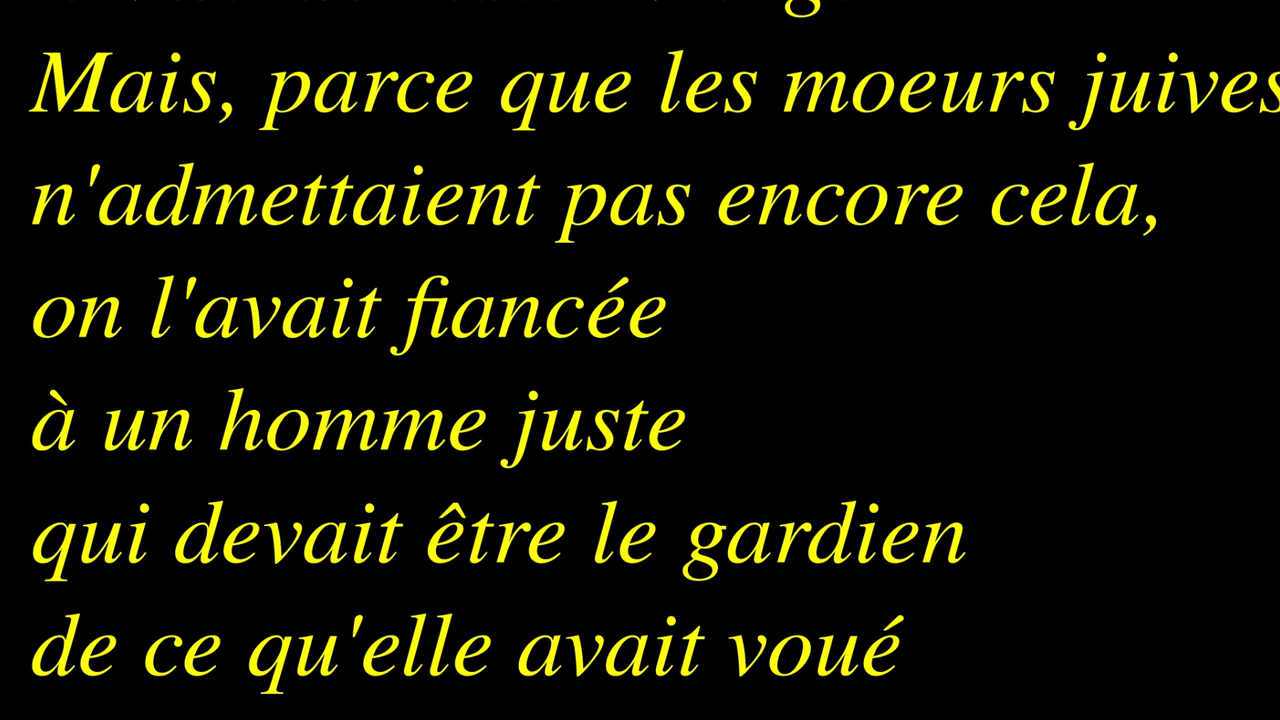 Mais, parce que les moeurs juives
n'admettaient pas encore cela,
on l'avait fiancée
à un homme juste
qui devait être le gardien
de ce qu'elle avait voué